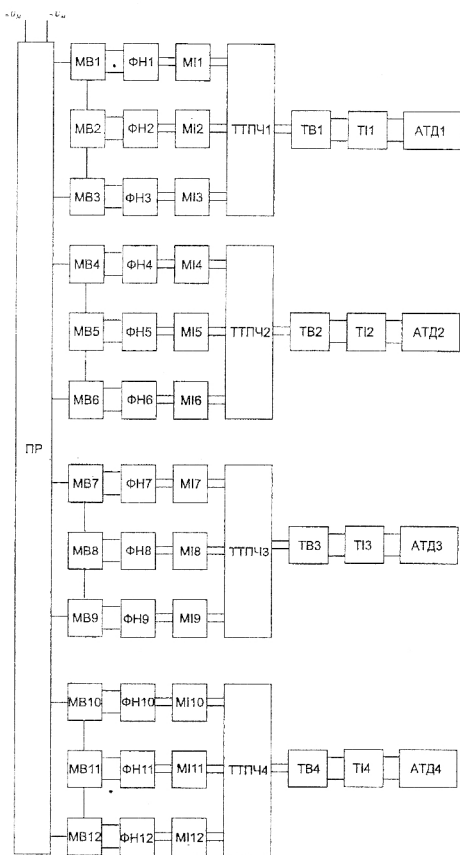 МВ1 ФН1 МІ1
МВ2 ФН2 МІ2 ТТПЧ1 ТВ1 ТІ1 АТД1
МВ3 ФН3 МІ3
МВ4 ФН4 МІ4
МВ5 ФН5 МІ5 ТТПЧ2 ТВ2 ТІ2 АТД2
МВ6 ФН6 МІ6
ПР
МВ7 ФН7 МІ7
МВ8 ФН8 МІ8 ТТПЧ3 ТВ3 ТІ3 АТД3
МВ9 ФН9 МІ9
МВ10 ФН10 МІ10
МВ11 ФН11 МІ11 ТТПЧ4 ТВ4 ТІ4 АТД4
МВ12 ФН12 МІ12